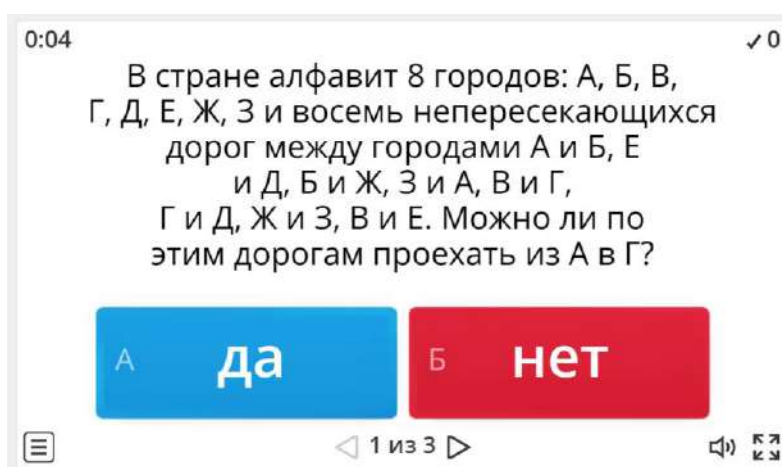 0:04
✓ 0
В стране алфавит 8 городов: А, Б, В,
Г, Д, Е, Ж, З и восемь непересекающихся
дорог между городами А и Б, Е
и Д, Б и Ж, З и А, В и Г,
Г и Д, Ж и З, В и Е. Можно ли по
этим дорогам проехать из А в Г?
А да
Б нет
1 из 3